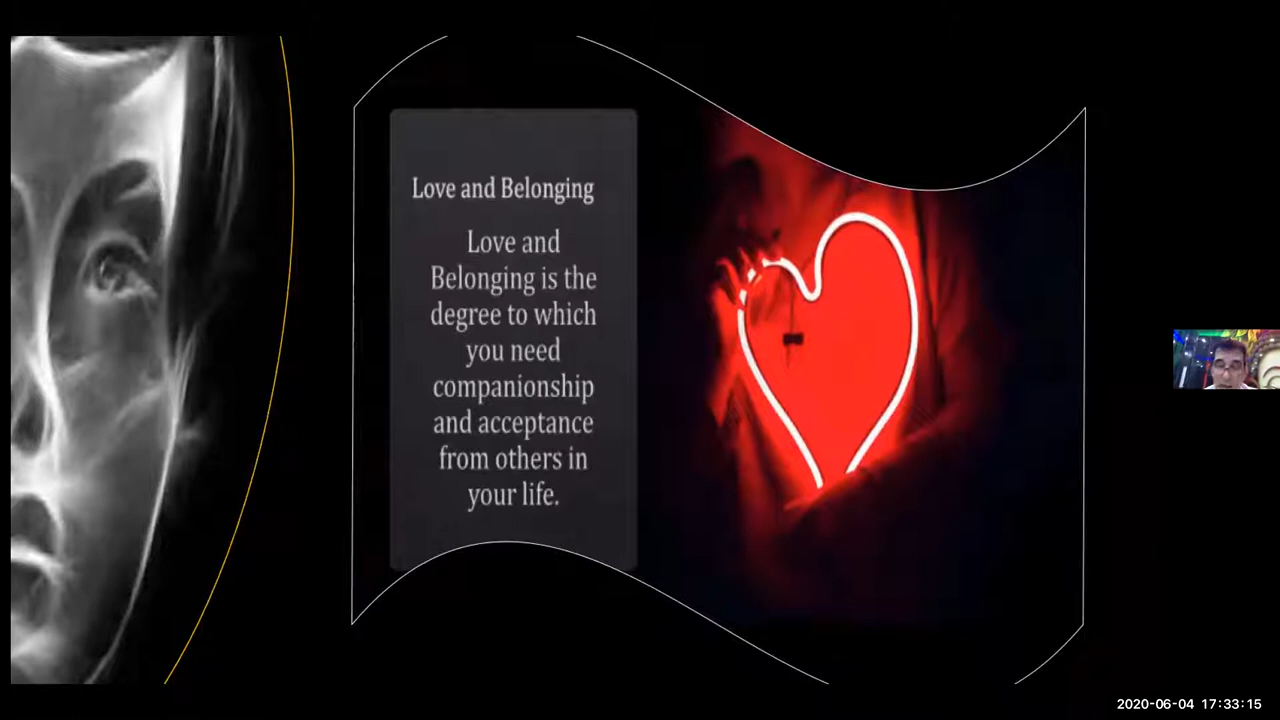 Love and Belonging
Love and
Belonging is the
degree to which
you need
companionship
and acceptance
from others in
your life.
2020-06-04 17:33:15